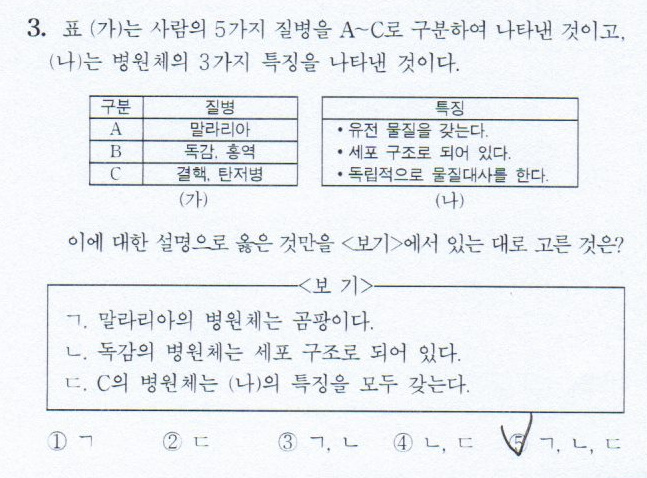 3. 표 (가)는 사람의 5가지 질병을 A~C로 구분하여 나타낸 것이고,
(나)는 병원체의 3가지 특징을 나타낸 것이다.
구분 질병
A 말라리아
B 독감, 홍역
C 결핵, 탄저병
(가)
특징
• 유전 물질을 갖는다.
• 세포 구조로 되어 있다.
• 독립적으로 물질대사를 한다.
(나)
이에 대한 설명으로 옳은 것만을 <보기>에서 있는 대로 고른 것은?
<보 기>
ㄱ. 말라리아의 병원체는 곰팡이다.
ㄴ. 독감의 병원체는 세포 구조로 되어 있다.
ㄷ. C의 병원체는 (나)의 특징을 모두 갖는다.
① ㄱ ② ㄷ ③ ㄱ, ㄴ ④ ㄴ, ㄷ ⑤ ㄱ, ㄴ, ㄷ